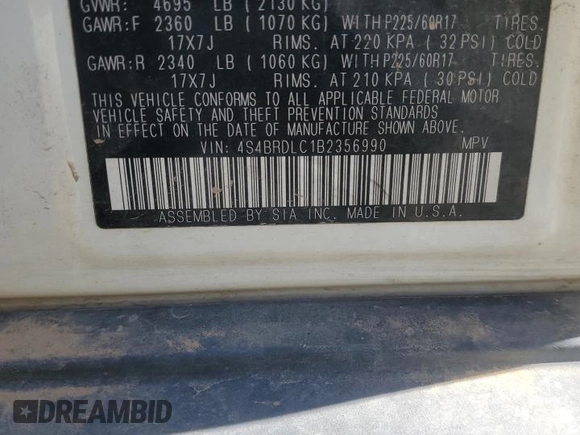 GVWR: 4695 LB ( 2130 KG)
GAWR:F 2360 LB ( 1070 KG) WITH P225/60R17 TIRES.
17X7J RIMS. AT 220 KPA ( 32 PSI) COLD
GAWR:R 2340 LB ( 1060 KG) WITH P225/60R17 TIRES.
17X7J RIMS. AT 210 KPA ( 30 PSI) COLD
THIS VEHICLE CONFORMS TO ALL APPLICABLE FEDERAL MOTOR
VEHICLE SAFETY AND THEFT PREVENTION STANDARDS
IN EFFECT ON THE DATE OF MANUFACTURE SHOWN ABOVE.
VIN: 4S4BRDLC1B2356990 MPV
ASSEMBLED BY SIA INC. MADE IN U.S.A.
DREAMBID